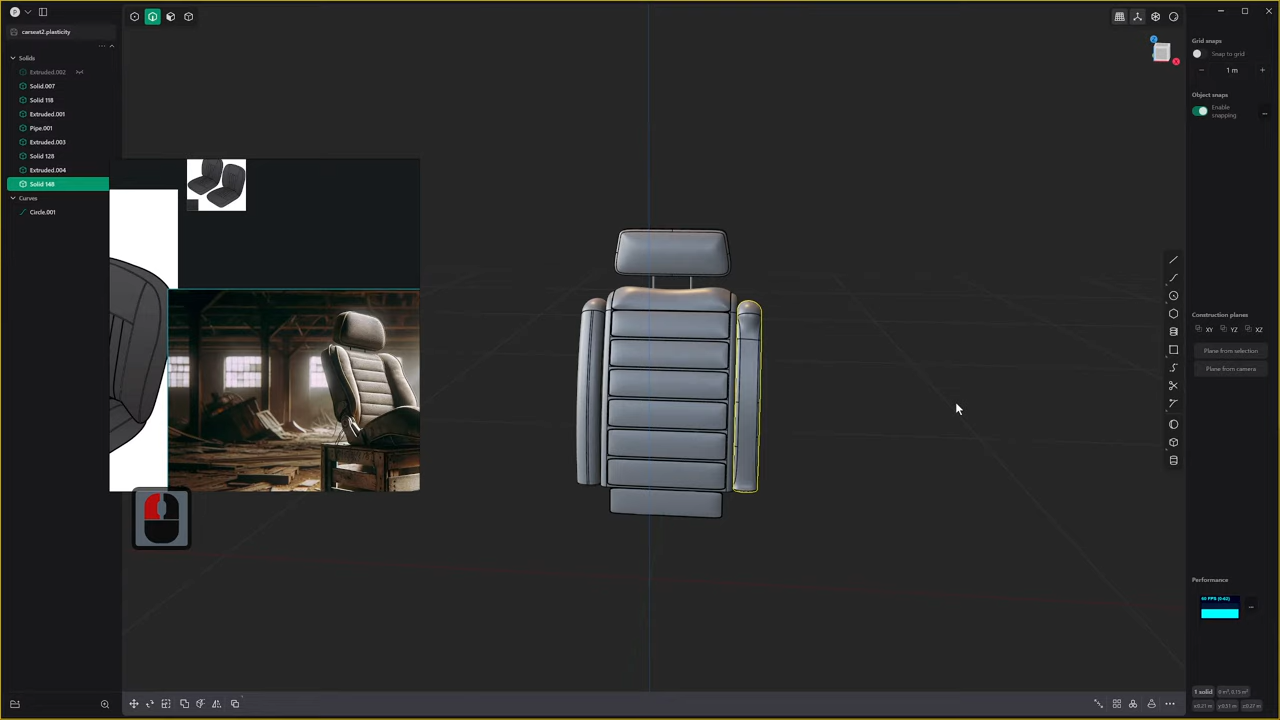 P
carseat2.plasticity
Solids
Extruded.002
Solid.007
Solid 118
Extruded.001
Pipe.001
Extruded.003
Solid 128
Extruded.004
Solid 148
Curves
Circle.001
Z
X
Grid snaps
Snap to grid
1 m
Object snaps
Enable
snapping
Construction planes
XY YZ XZ
Plane from selection
Plane from camera
Performance
60 FPS
1 solid